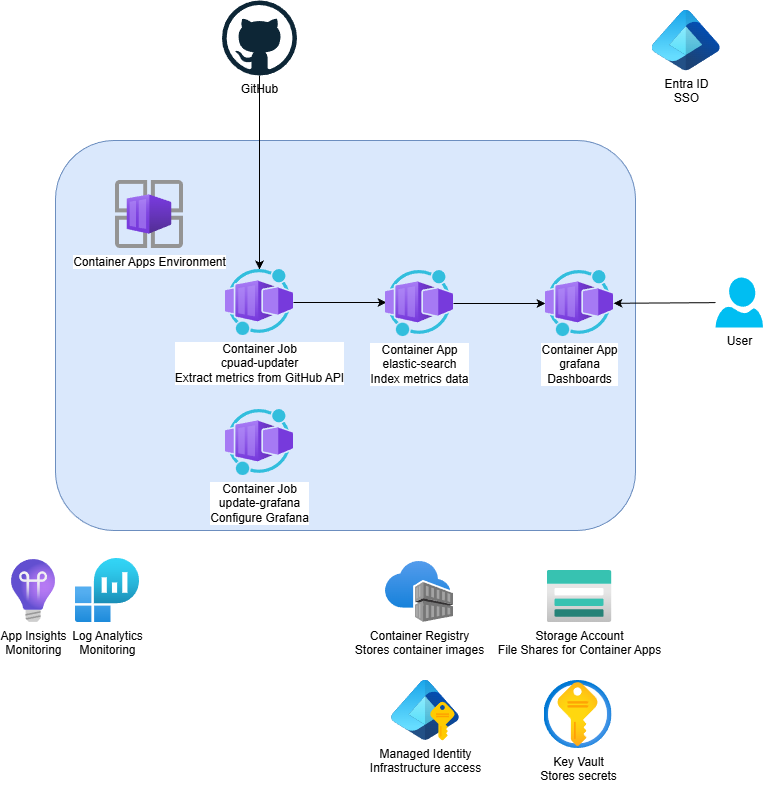 GitHub
Entra ID
SSO
Container Apps Environment
Container Job
cpuad-updater
Extract metrics from GitHub API
Container App
elastic-search
Index metrics data
Container App
grafana
Dashboards
User
Container Job
update-grafana
Configure Grafana
App Insights
Monitoring
Log Analytics
Monitoring
Container Registry
Stores container images
Storage Account
File Shares for Container Apps
Managed Identity
Infrastructure access
Key Vault
Stores secrets